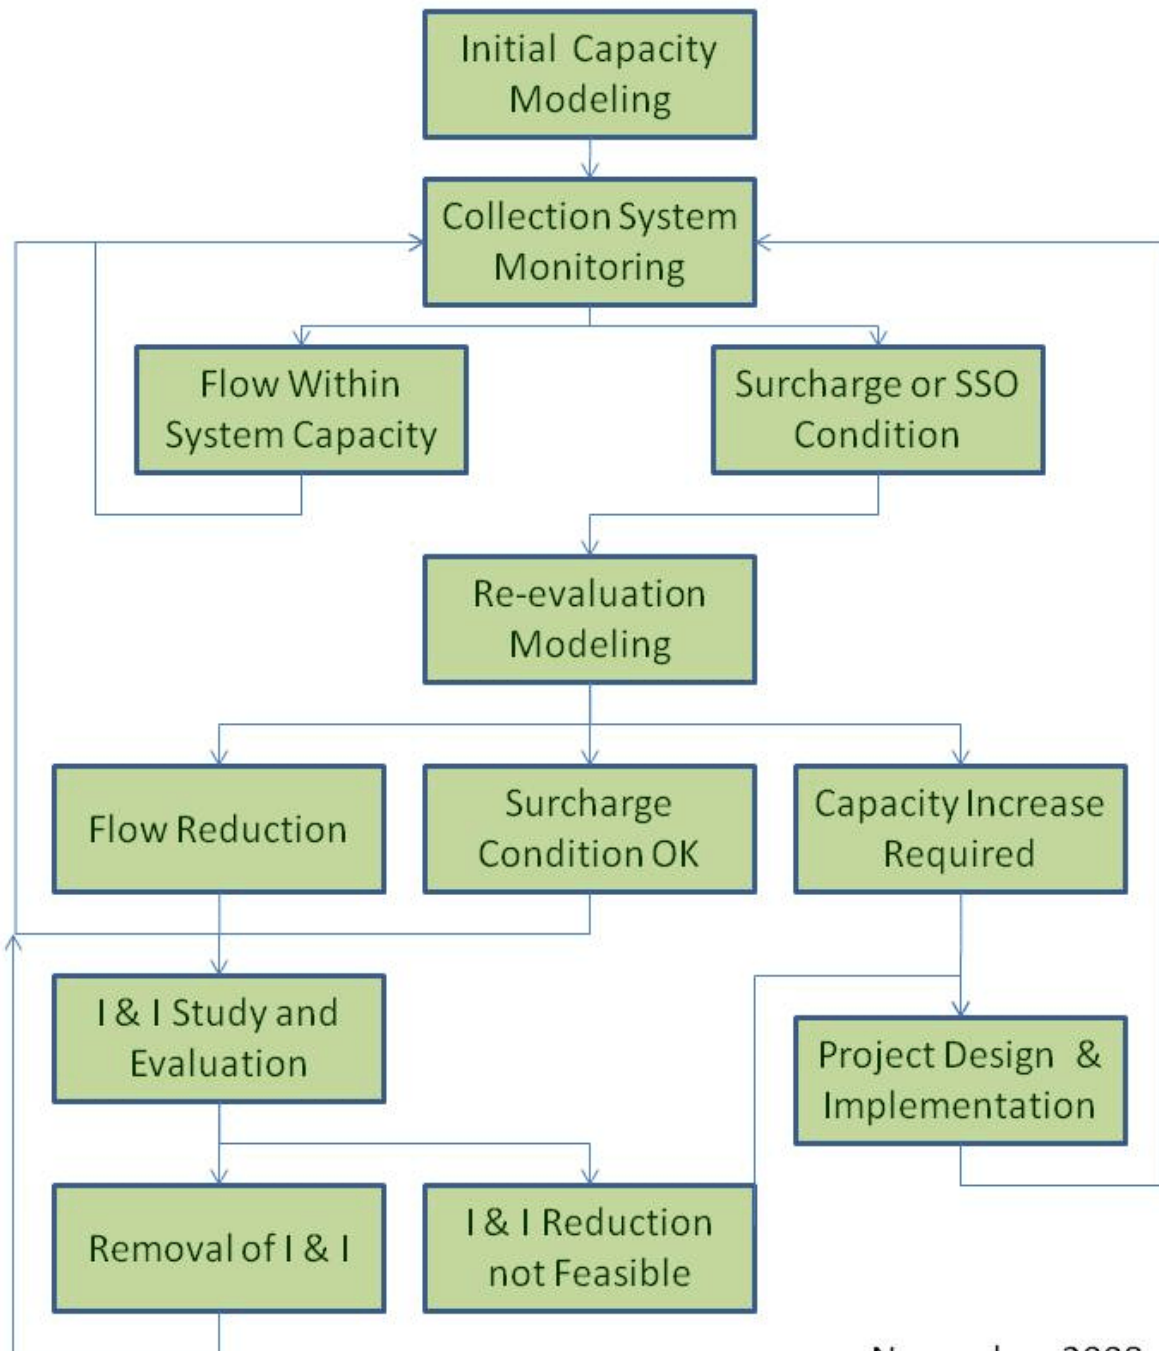 Initial Capacity
Modeling
Collection System
Monitoring
Flow Within
System Capacity
Surcharge or SSO
Condition
Re-evaluation
Modeling
Flow Reduction
Surcharge
Condition OK
Capacity Increase
Required
I & I Study and
Evaluation
Project Design &
Implementation
Removal of I & I
I & I Reduction
not Feasible